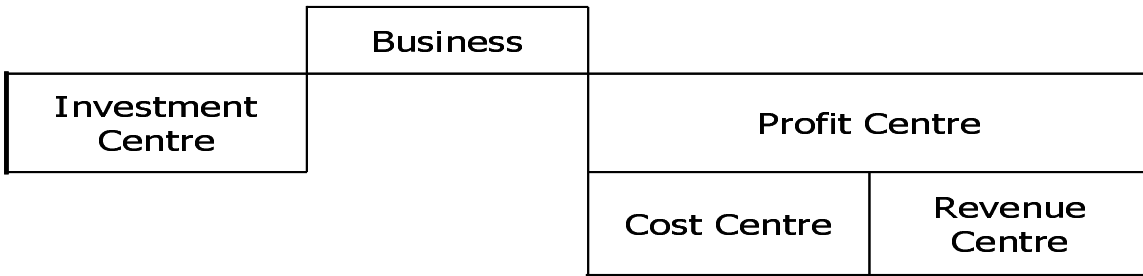 Business
Investment
Centre
Profit Centre
Cost Centre
Revenue
Centre